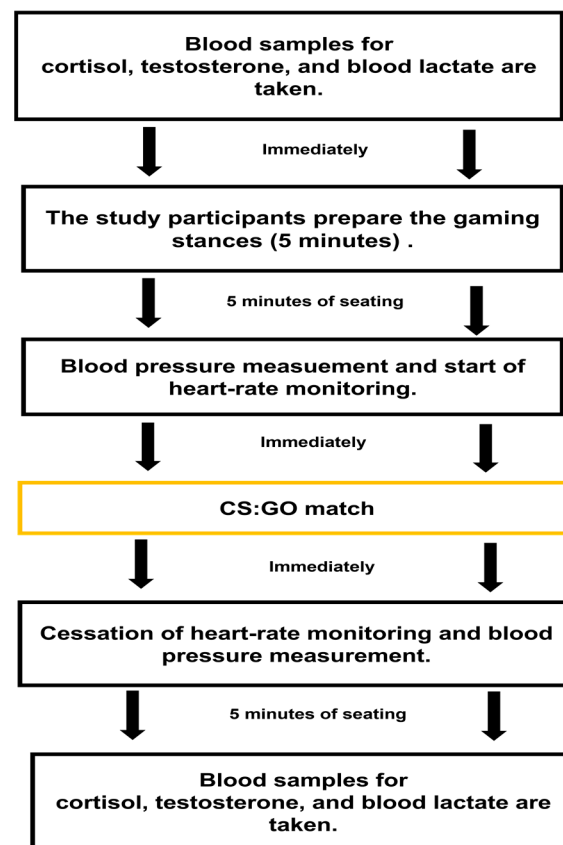 Blood samples for
cortisol, testosterone, and blood lactate are
taken.
Immediately
The study participants prepare the gaming
stances (5 minutes) .
5 minutes of seating
Blood pressure measuement and start of
heart-rate monitoring.
Immediately
CS:GO match
Immediately
Cessation of heart-rate monitoring and blood
pressure measurement.
5 minutes of seating
Blood samples for
cortisol, testosterone, and blood lactate are
taken.